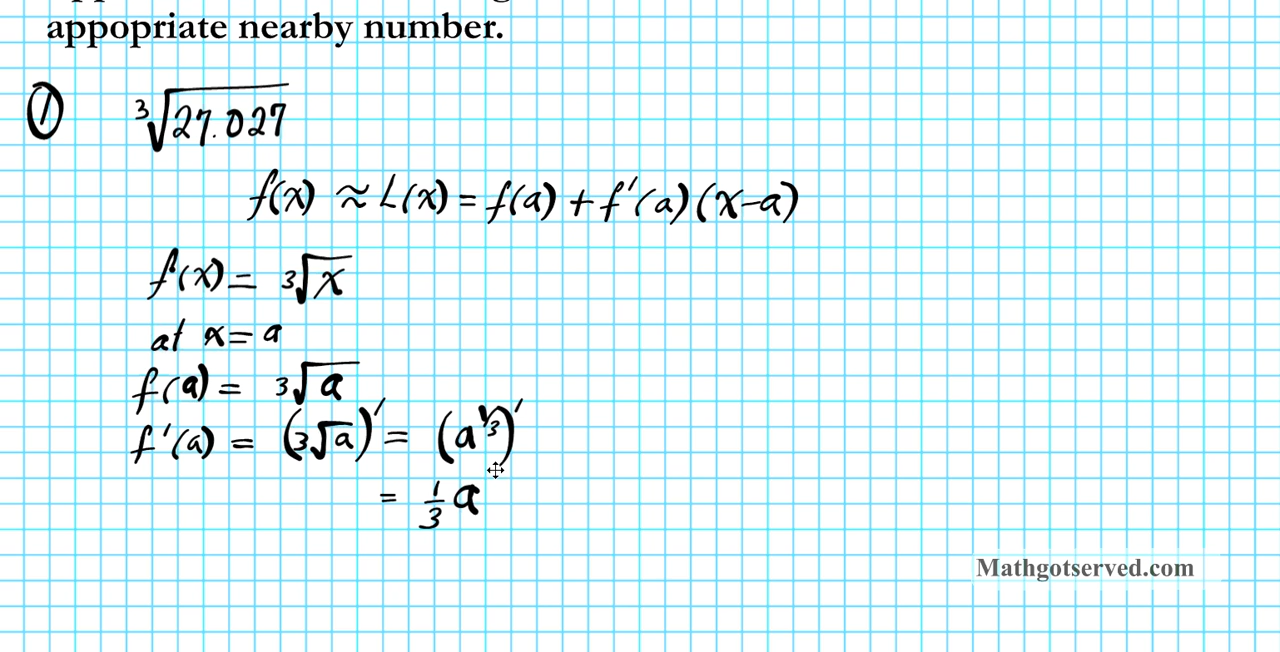 appopriate nearby number.
① ∛27.027
f(x) ≈ L(x) = f(a) + f'(a)(x-a)
f(x) = ∛x
at x = a
f(a) = ∛a
f'(a) = (∛a)' = (a^1/3)'
= 1/3 a
Mathgotserved.com